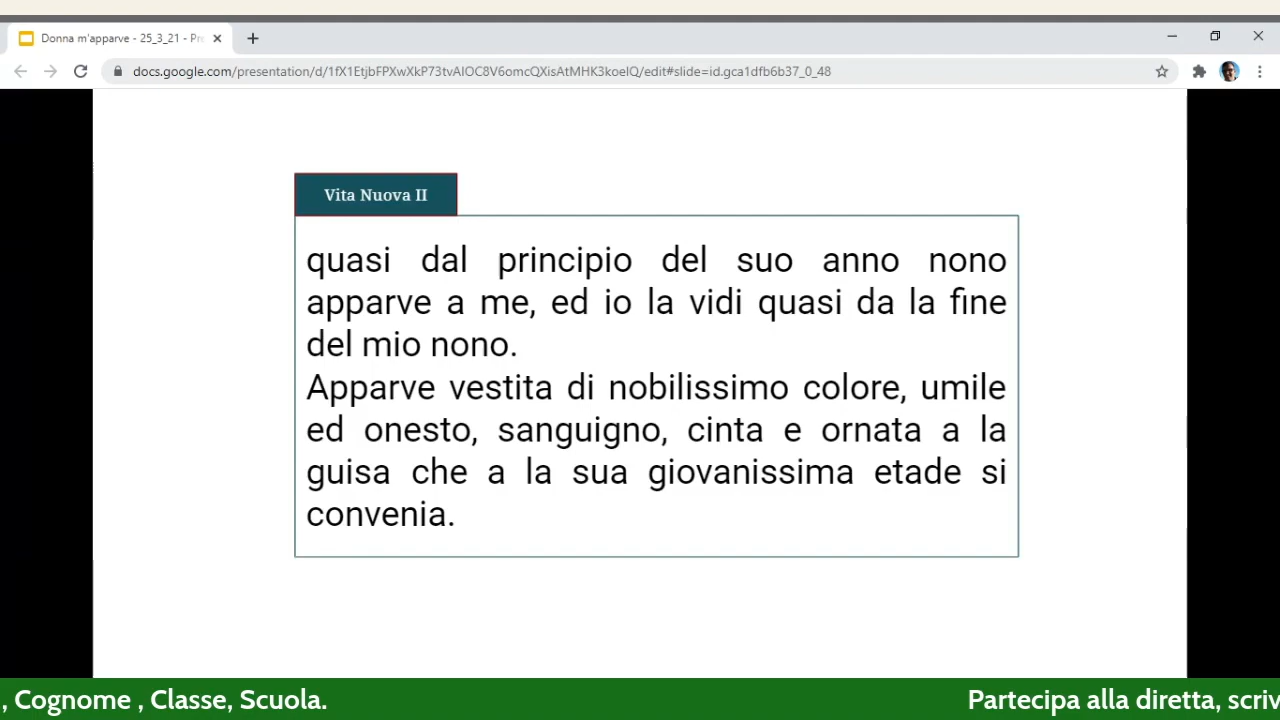 Donna m'apparve - 25_3_21 - Pr
docs.google.com/presentation/d/1fX1EtjbFPXwXkP73tvAIOC8V6omcQXisAtMHK3koeIQ/edit#slide=id.gca1dfb6b37_0_48
Vita Nuova II
quasi dal principio del suo anno nono
apparve a me, ed io la vidi quasi da la fine
del mio nono.
Apparve vestita di nobilissimo colore, umile
ed onesto, sanguigno, cinta e ornata a la
guisa che a la sua giovanissima etade si
convenia.
, Cognome , Classe, Scuola. Partecipa alla diretta, scriv